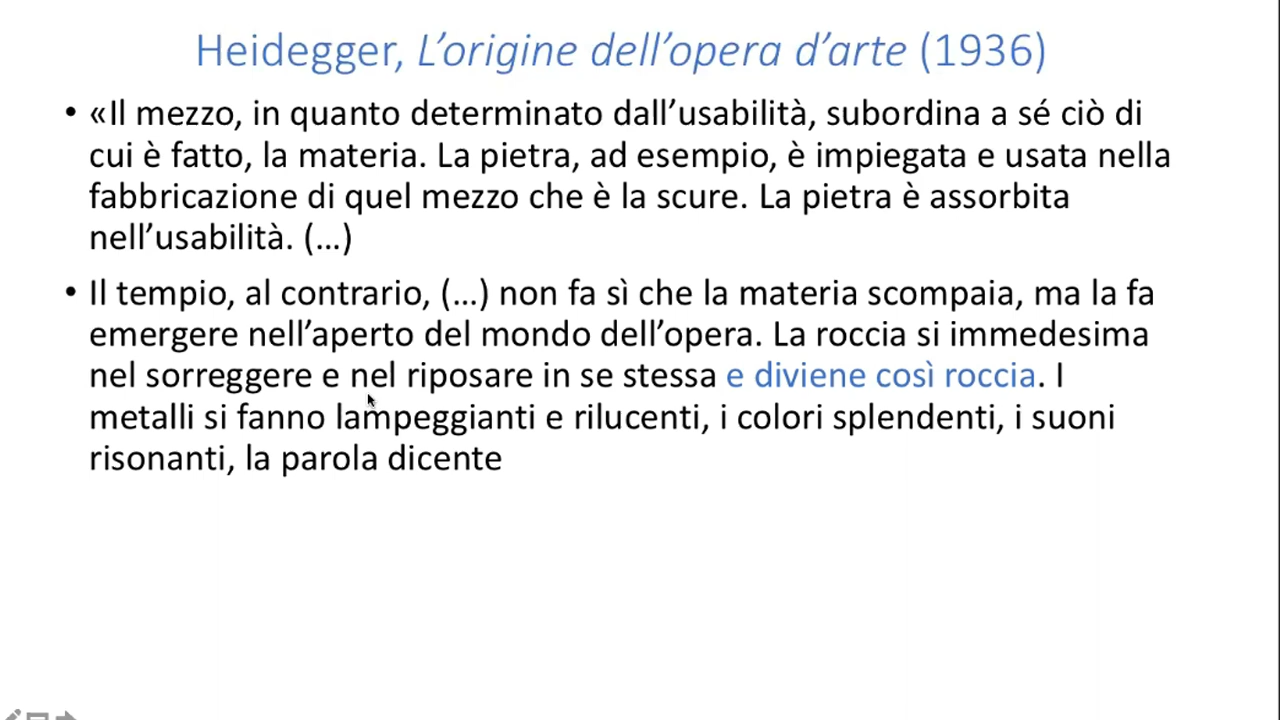 Heidegger, L’origine dell’opera d’arte (1936)
• «Il mezzo, in quanto determinato dall’usabilità, subordina a sé ciò di
cui è fatto, la materia. La pietra, ad esempio, è impiegata e usata nella
fabbricazione di quel mezzo che è la scure. La pietra è assorbita
nell’usabilità. (…)
• Il tempio, al contrario, (…) non fa sì che la materia scompaia, ma la fa
emergere nell’aperto del mondo dell’opera. La roccia si immedesima
nel sorreggere e nel riposare in se stessa e diviene così roccia. I
metalli si fanno lampeggianti e rilucenti, i colori splendenti, i suoni
risonanti, la parola dicente